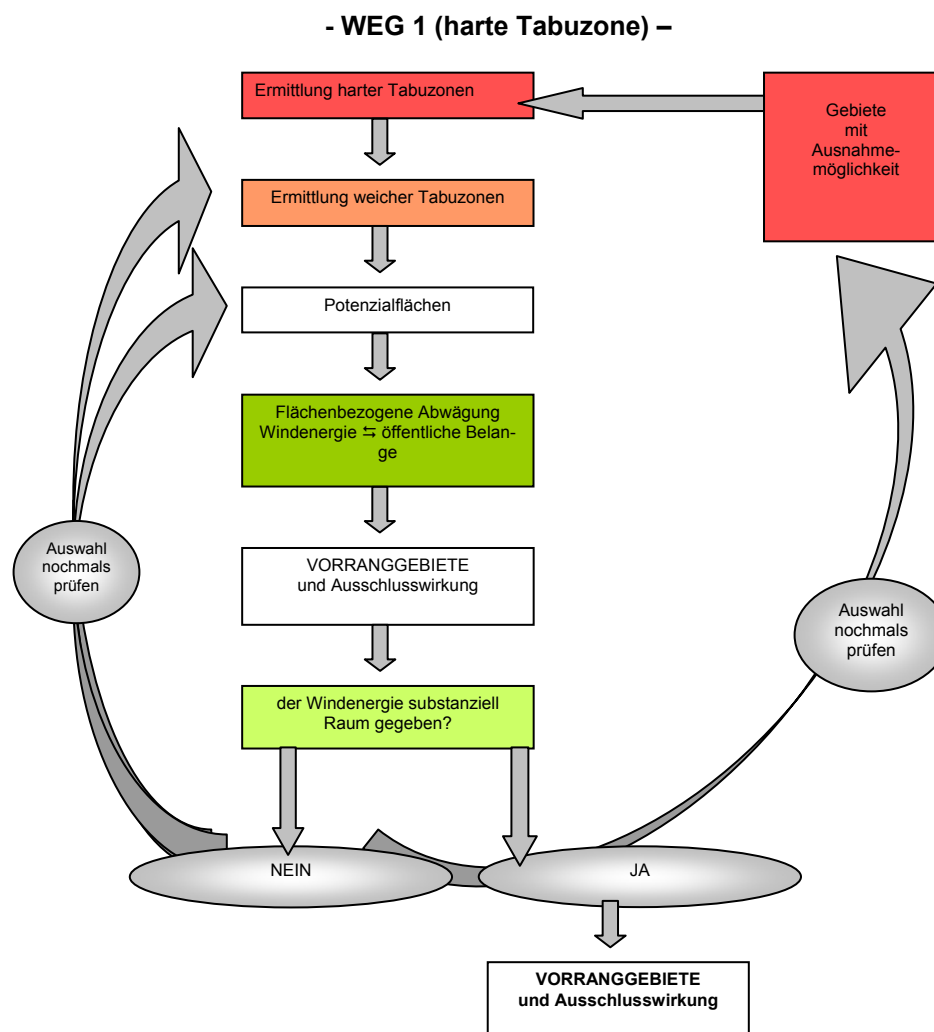 - WEG 1 (harte Tabuzone) –
Ermittlung harter Tabuzonen
Gebiete
mit
Ausnahme-
möglichkeit
Ermittlung weicher Tabuzonen
Potenzialflächen
Flächenbezogene Abwägung
Windenergie ⇆ öffentliche Belan-
ge
Auswahl
nochmals
prüfen
VORRANGGEBIETE
und Ausschlusswirkung
Auswahl
nochmals
prüfen
der Windenergie substanziell
Raum gegeben?
NEIN
JA
VORRANGGEBIETE
und Ausschlusswirkung